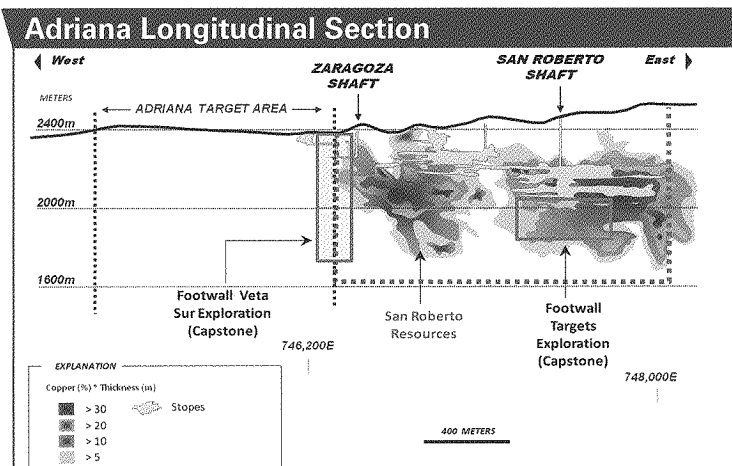 Adriana Longitudinal Section
West
East
ZARAGOZA
SHAFT
SAN ROBERTO
SHAFT
METERS
ADRIANA TARGET AREA
2400m
2000m
1600m
Footwall Veta
Sur Exploration
(Capstone)
San Roberto
Resources
Footwall
Targets
Exploration
(Capstone)
746,200E
748,000E
EXPLANATION
Copper (%) * Thickness (m)
> 30
> 20
> 10
> 5
Stopes
400 METERS